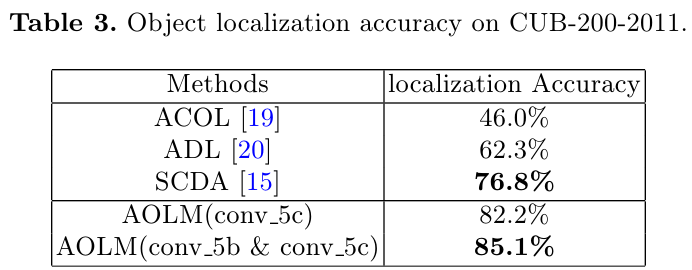 Table 3. Object localization accuracy on CUB-200-2011.
Methods localization Accuracy
ACOL [19] 46.0%
ADL [20] 62.3%
SCDA [15] 76.8%
AOLM(conv_5c) 82.2%
AOLM(conv_5b & conv_5c) 85.1%